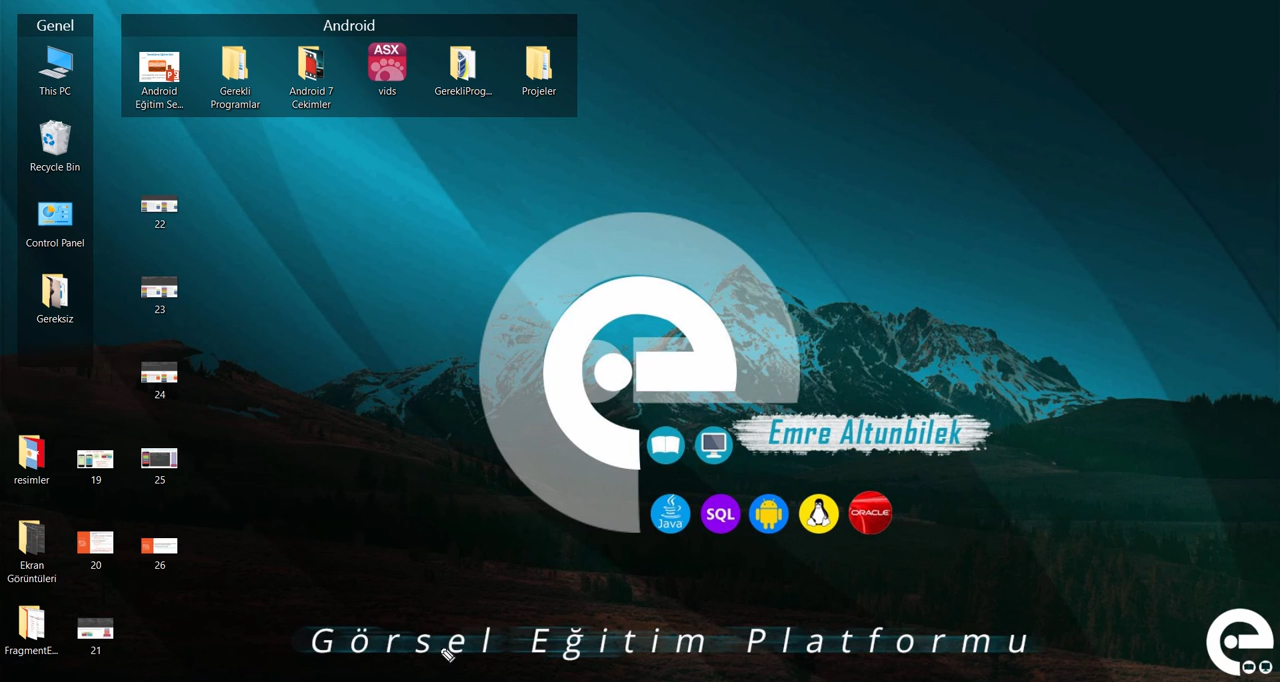 Genel
Android
This PC
Android
Eğitim Se...
Gerekli
Programlar
Android 7
Cekimler
ASX
vids
GerekliProg...
Projeler
Recycle Bin
22
Control Panel
23
Gereksiz
24
resimler
19
25
Emre Altunbilek
Java
SQL
ORACLE
Ekran
Görüntüleri
20
26
FragmentE...
21
Görsel Eğitim Platformu